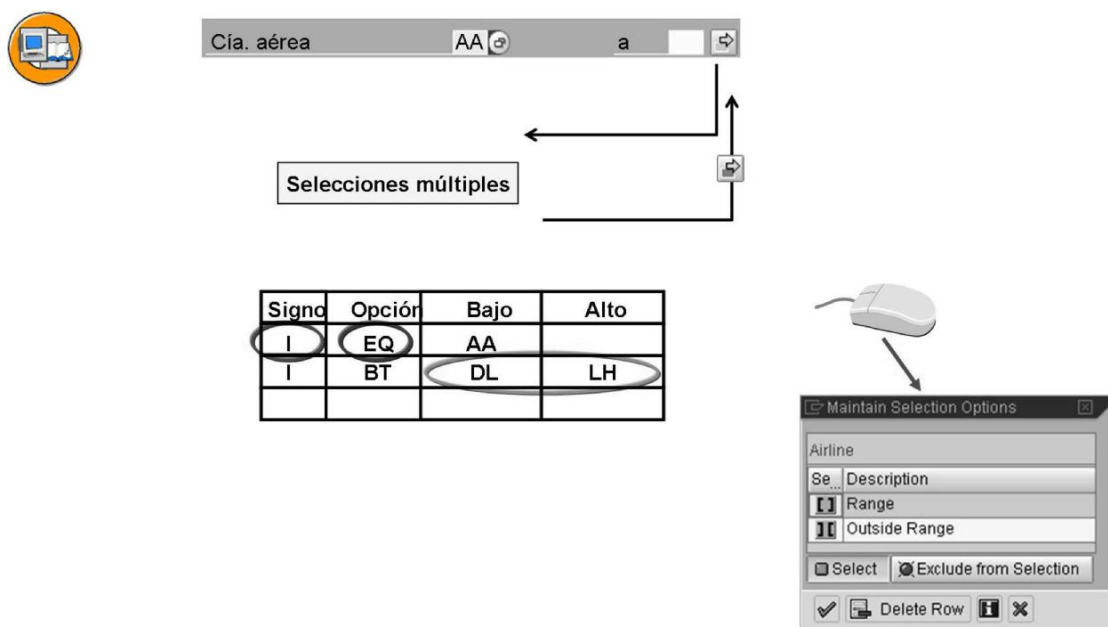 Cía. aérea AA a
Selecciones múltiples
Signo Opción Bajo Alto
I EQ AA
I BT DL LH
Maintain Selection Options
Airline
Se... Description
[ ] Range
] [ Outside Range
Select Exclude from Selection
Delete Row